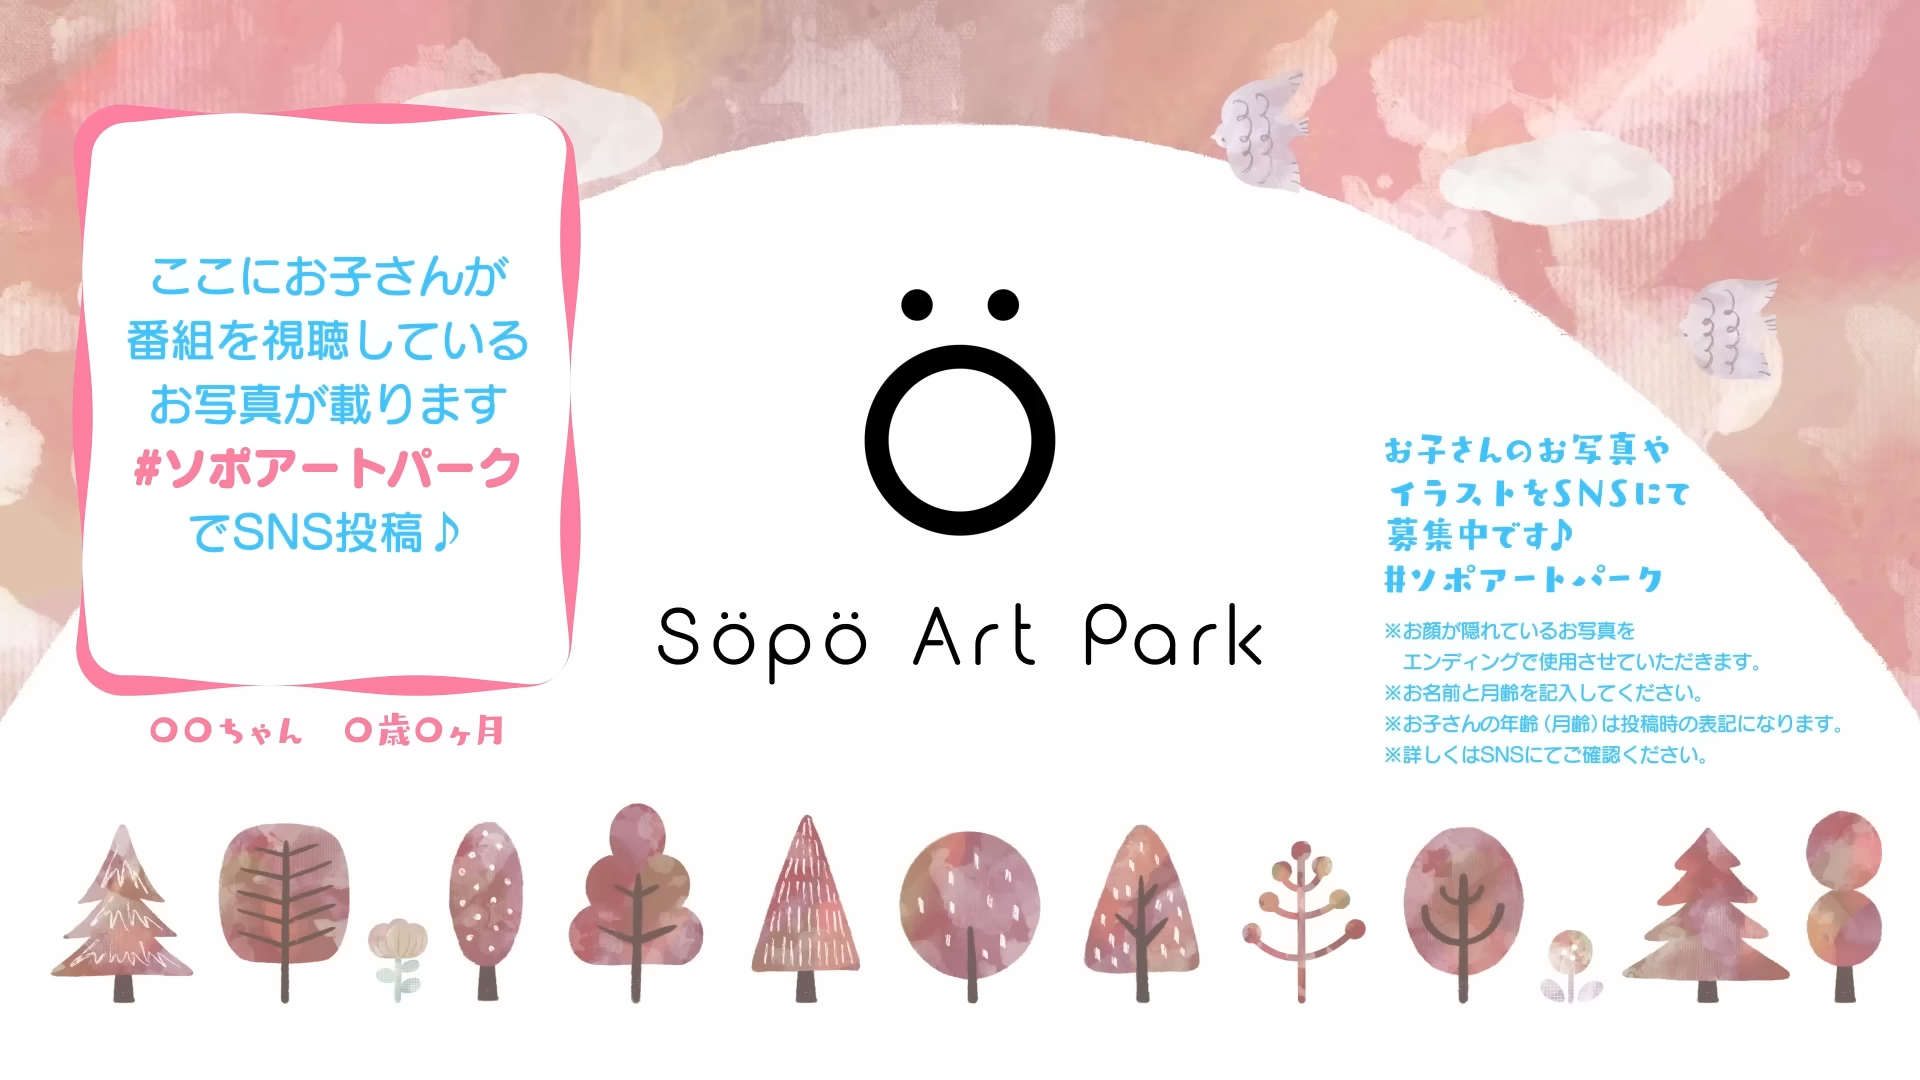 ここにお子さんが
番組を視聴している
お写真が載ります
#ソポアートパーク
でSNS投稿♪
〇〇ちゃん　〇歳〇ヶ月
Ö
Söpö Art Park
お子さんのお写真や
イラストをSNSにて
募集中です♪
#ソポアートパーク
※お顔が隠れているお写真を
エンディングで使用させていただきます。
※お名前と月齢を記入してください。
※お子さんの年齢（月齢）は投稿時の表記になります。
※詳しくはSNSにてご確認ください。